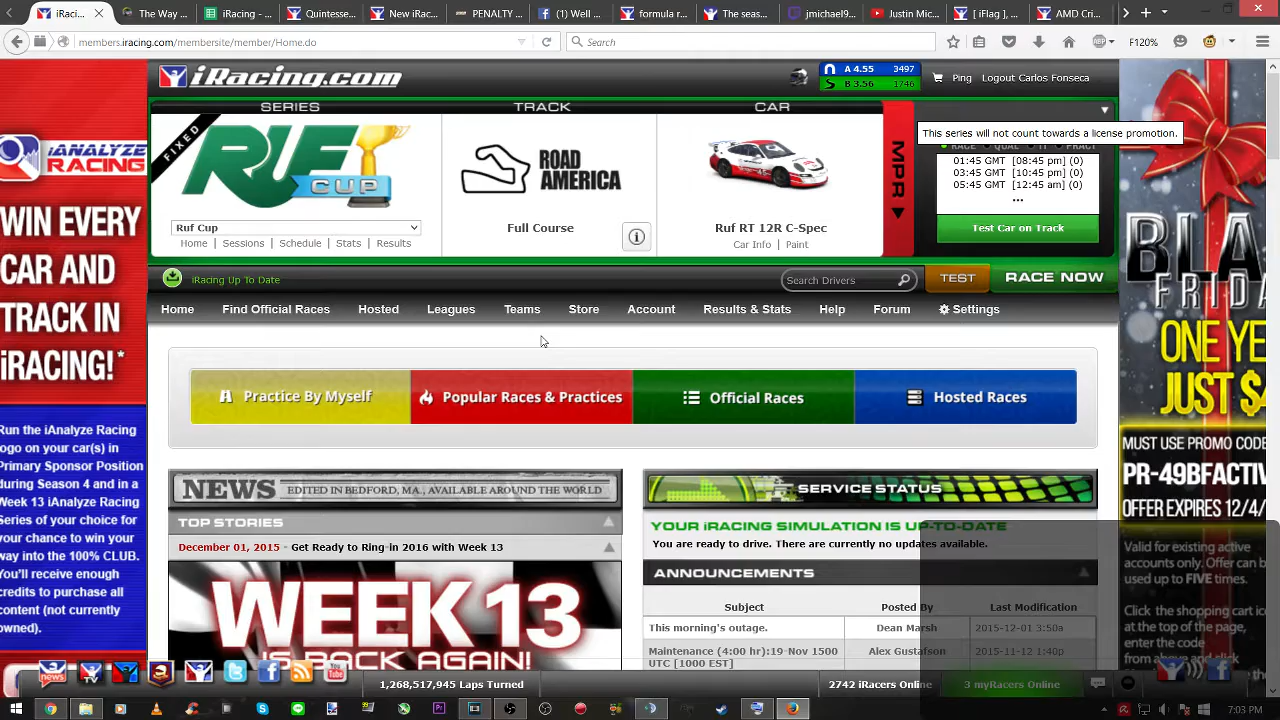 iRaci...
The Way ...
iRacing - ...
Quintesse...
New iRac...
PENALTY ...
(1) Well ...
formula r...
The seas...
jmichael9...
Justin Mic...
[ iFlag ], ...
AMD Cri...
members.iracing.com/membersite/member/Home.do
Search
F120%
iRacing.com
A 4.55 3497
B 3.56 1746
Ping Logout Carlos Fonseca
SERIES TRACK CAR
FIXED
RUF CUP
ROAD AMERICA
MPR
This series will not count towards a license promotion.
01:45 GMT [08:45 pm] (0)
03:45 GMT [10:45 pm] (0)
05:45 GMT [12:45 am] (0)
...
Test Car on Track
Ruf Cup
Home Sessions Schedule Stats Results
Full Course
Ruf RT 12R C-Spec
Car Info Paint
iRacing Up To Date
Search Drivers
TEST
RACE NOW
Home Find Official Races Hosted Leagues Teams Store Account Results & Stats Help Forum Settings
Practice By Myself
Popular Races & Practices
Official Races
Hosted Races
NEWS EDITED IN BEDFORD, MA., AVAILABLE AROUND THE WORLD
TOP STORIES
December 01, 2015 - Get Ready to Ring-in 2016 with Week 13
WEEK 13
IS BACK AGAIN!
SERVICE STATUS
YOUR iRACING SIMULATION IS UP-TO-DATE
You are ready to drive. There are currently no updates available.
ANNOUNCEMENTS
Subject Posted By Last Modification
This morning's outage. Dean Marsh 2015-12-01 3:50a
Maintenance (4:00 hr):19-Nov 1500 UTC [1000 EST] Alex Gustafson 2015-11-12 1:40p
iANALYZE
RACING
WIN EVERY
CAR AND
TRACK IN
iRACING!*
Run the iAnalyze Racing
logo on your car(s) in
Primary Sponsor Position
during Season 4 and in a
Week 13 iAnalyze Racing
Series of your choice for
your chance to win your
way into the 100% CLUB.
You'll receive enough
credits to purchase all
content (not currently
owned).
BLA
FRID
ONE YE
JUST $4
MUST USE PROMO CODE
PR-49BFACTIV
OFFER EXPIRES 12/4/
Valid for existing active
accounts only. Offer can b
used up to FIVE times.
Click the shopping cart ic
at the top of the page,
enter the code
from above and click
1,268,517,945 Laps Turned
2742 iRacers Online
3 myRacers Online
7:03 PM